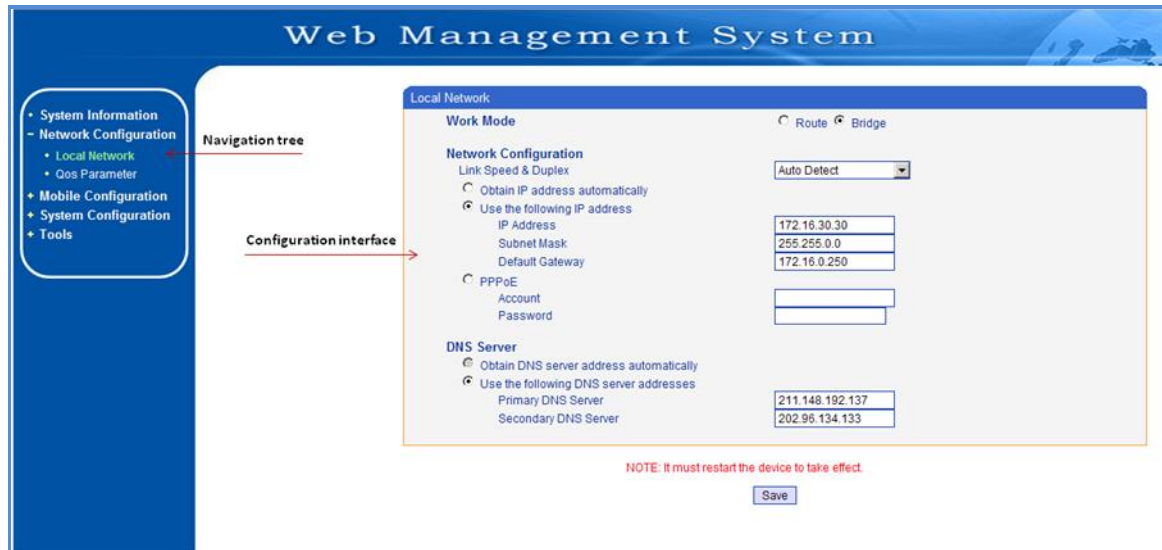 Web Management System
• System Information
- Network Configuration
• Local Network
• Qos Parameter
+ Mobile Configuration
+ System Configuration
+ Tools
Navigation tree
Configuration interface
Local Network
Work Mode
Route Bridge
Network Configuration
Link Speed & Duplex Auto Detect
Obtain IP address automatically
Use the following IP address
IP Address 172.16.30.30
Subnet Mask 255.255.0.0
Default Gateway 172.16.0.250
PPPoE
Account
Password
DNS Server
Obtain DNS server address automatically
Use the following DNS server addresses
Primary DNS Server 211.148.192.137
Secondary DNS Server 202.96.134.133
NOTE: It must restart the device to take effect.
Save